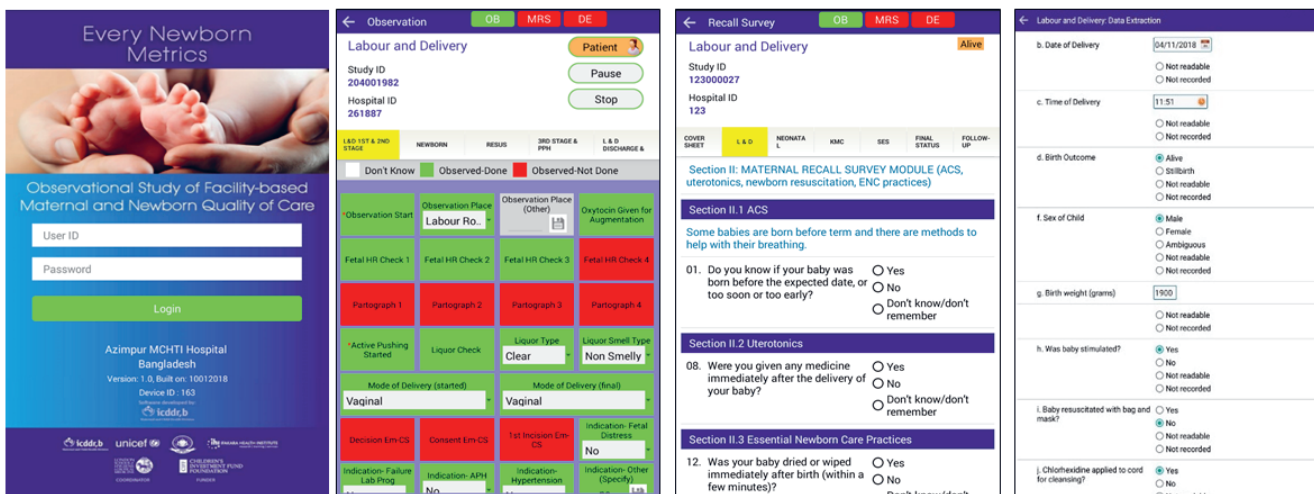 Every Newborn
Metrics
Observational Study of Facility-based
Maternal and Newborn Quality of Care
User ID
Password
Login
Azimpur MCHTI Hospital
Bangladesh
Version: 1.0, Built on: 10012018
Device ID : 163
Software developed by
icddr,b
icddr,b
unicef
IFAKARA HEALTH INSTITUTE
CHILDREN'S
INVESTMENT FUND
FOUNDATION
COORDINATOR
FUNDER
Observation
OB
MRS
DE
Labour and Delivery
Patient
Study ID
204001982
Pause
Hospital ID
261887
Stop
L&D 1ST & 2ND
STAGE
NEWBORN
RESUS
3RD STAGE &
PPH
L & D
DISCHARGE &
Don't Know
Observed-Done
Observed-Not Done
*Observation Start
Observation Place
Labour Ro..
Observation Place
(Other)
Oxytocin Given for
Augmentation
Fetal HR Check 1
Fetal HR Check 2
Fetal HR Check 3
Fetal HR Check 4
Partograph 1
Partograph 2
Partograph 3
Partograph 4
*Active Pushing
Started
Liquor Check
Liquor Type
Clear
Liquor Smell Type
Non Smelly
Mode of Delivery (started)
Vaginal
Mode of Delivery (final)
Vaginal
Decision Em-CS
Consent Em-CS
1st Incision Em-
CS
Indication- Fetal
Distress
No
Indication- Failure
Lab Prog
Indication- APH
No
Indication-
Hypertension
Indication- Other
(Specify)
Recall Survey
OB
MRS
DE
Labour and Delivery
Alive
Study ID
123000027
Hospital ID
123
COVER
SHEET
L & D
NEONATA
L
KMC
SES
FINAL
STATUS
FOLLOW-
UP
Section II: MATERNAL RECALL SURVEY MODULE (ACS,
uterotonics, newborn resuscitation, ENC practices)
Section II.1 ACS
Some babies are born before term and there are methods to
help with their breathing.
01. Do you know if your baby was
born before the expected date, or
too soon or too early?
Yes
No
Don't know/don't
remember
Section II.2 Uterotonics
08. Were you given any medicine
immediately after the delivery of
your baby?
Yes
No
Don't know/don't
remember
Section II.3 Essential Newborn Care Practices
12. Was your baby dried or wiped
immediately after birth (within a
few minutes)?
Yes
No
Don't know/don't
Labour and Delivery: Data Extraction
b. Date of Delivery
04/11/2018
Not readable
Not recorded
c. Time of Delivery
11:51
Not readable
Not recorded
d. Birth Outcome
Alive
Stillbirth
Not readable
Not recorded
f. Sex of Child
Male
Female
Ambiguous
Not readable
Not recorded
g. Birth weight (grams)
1900
Not readable
Not recorded
h. Was baby stimulated?
Yes
No
Not readable
Not recorded
i. Baby resuscitated with bag and
mask?
Yes
No
Not readable
Not recorded
j. Chlorhexidine applied to cord
for cleansing?
Yes
No